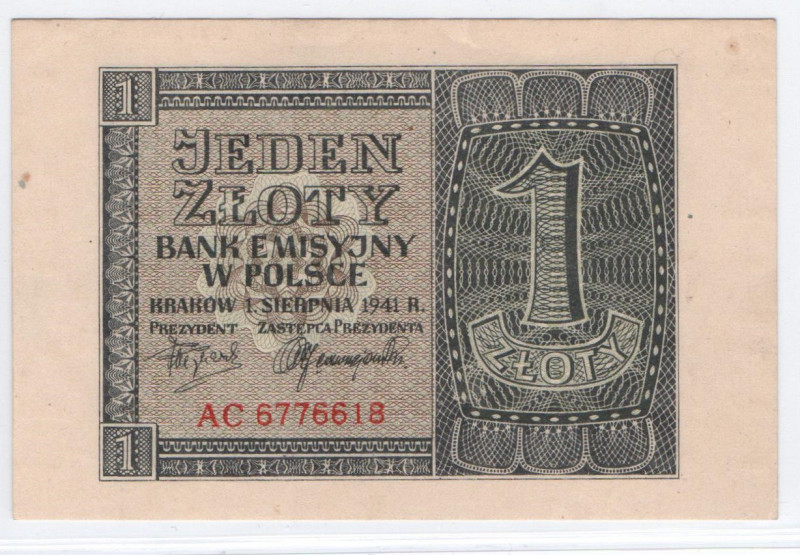 1
JEDEN
ZŁOTY
BANK EMISYJNY
W POLSCE
KRAKÓW 1. SIERPNIA 1941 R.
PREZYDENT ZASTĘPCA PREZYDENTA
AC 6776618
1
1
ZŁOTY